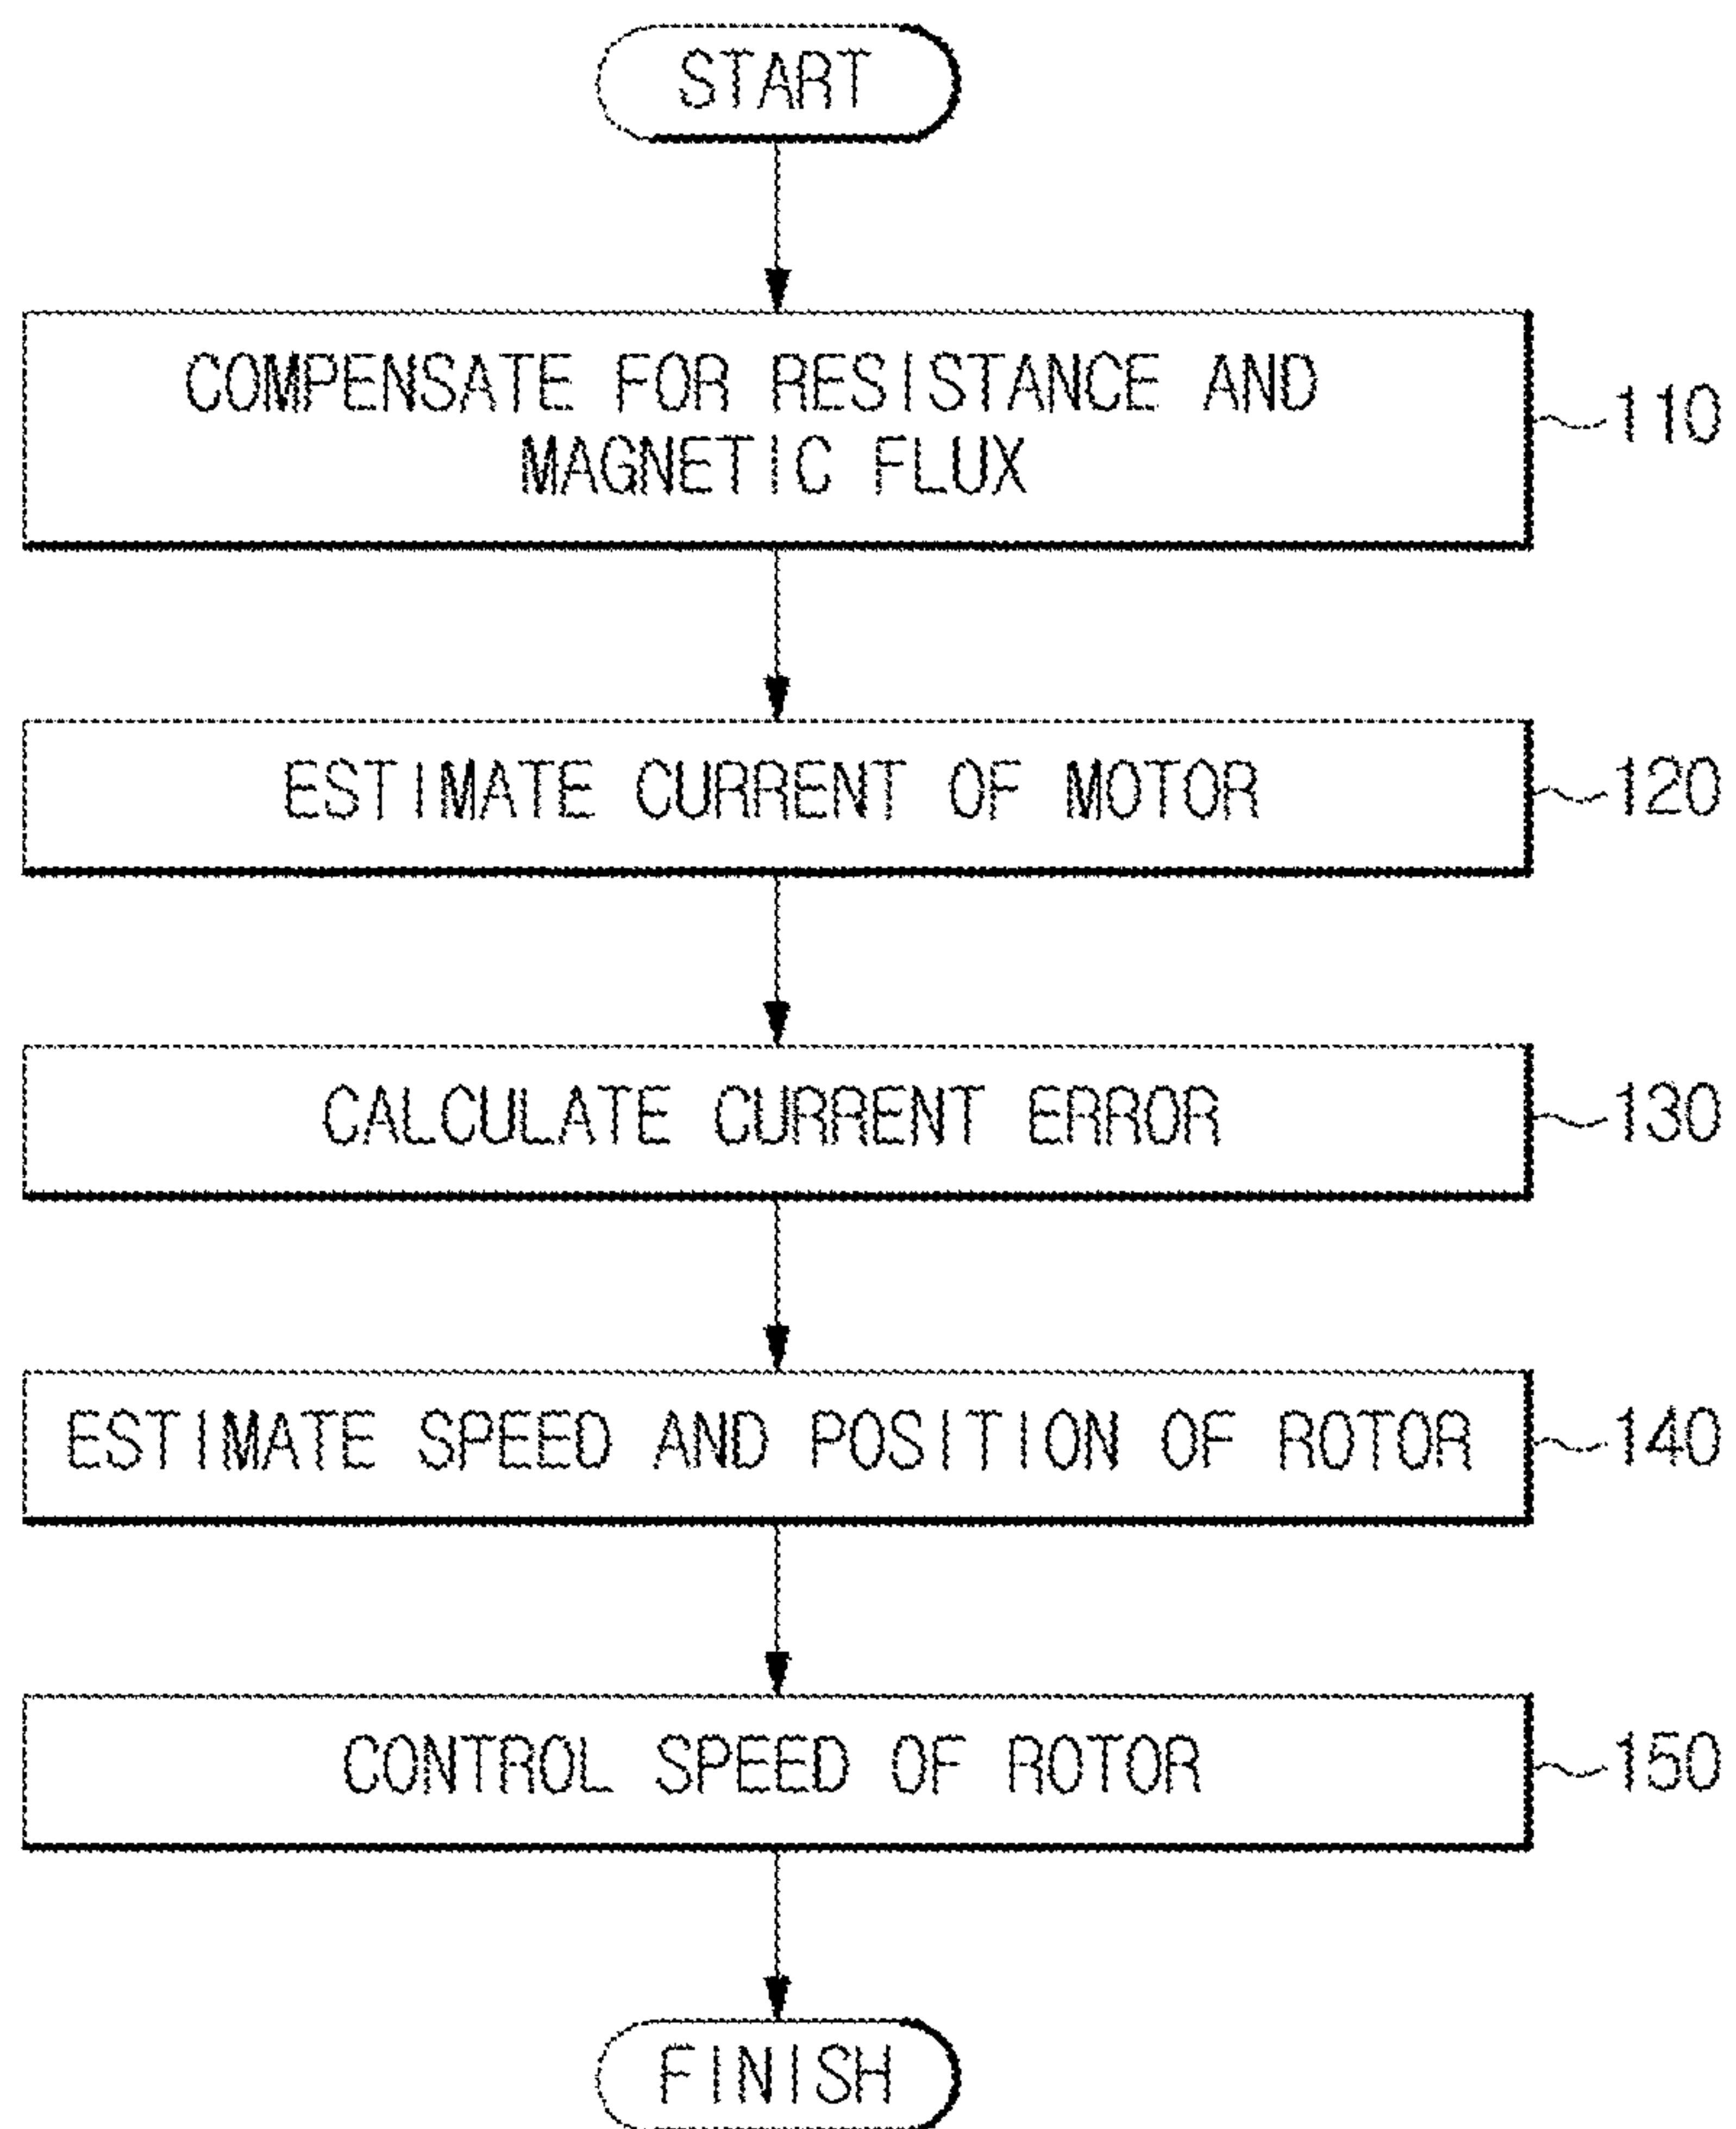 START
COMPENSATE FOR RESISTANCE AND
MAGNETIC FLUX
110
ESTIMATE CURRENT OF MOTOR
120
CALCULATE CURRENT ERROR
130
ESTIMATE SPEED AND POSITION OF ROTOR
140
CONTROL SPEED OF ROTOR
150
FINISH